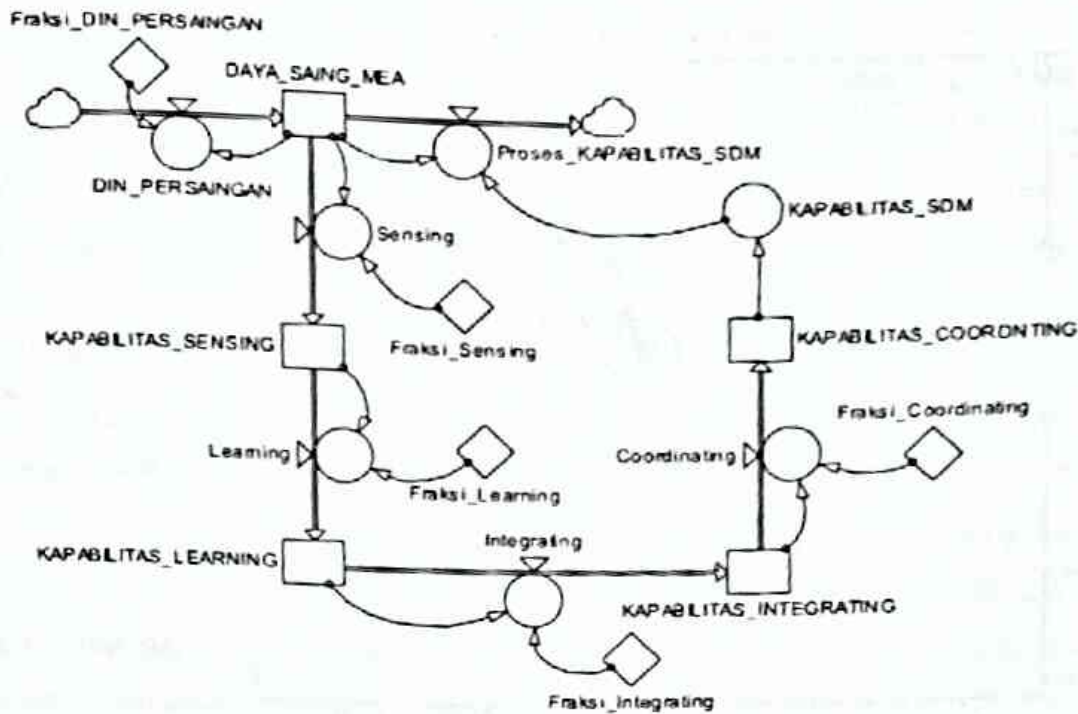 Fraksi_DIN_PERSAINGAN
DAYA_SAING_MEA
Proses_KAPABILITAS_SDM
DIN_PERSAINGAN
KAPABILITAS_SDM
Sensing
KAPABILITAS_SENSING
Fraksi_Sensing
KAPABILITAS_COORDNTING
Fraksi_Coordinating
Learning
Coordinating
Fraksi_Learning
KAPABILITAS_LEARNING
Integrating
KAPABILITAS_INTEGRATING
Fraksi_Integrating